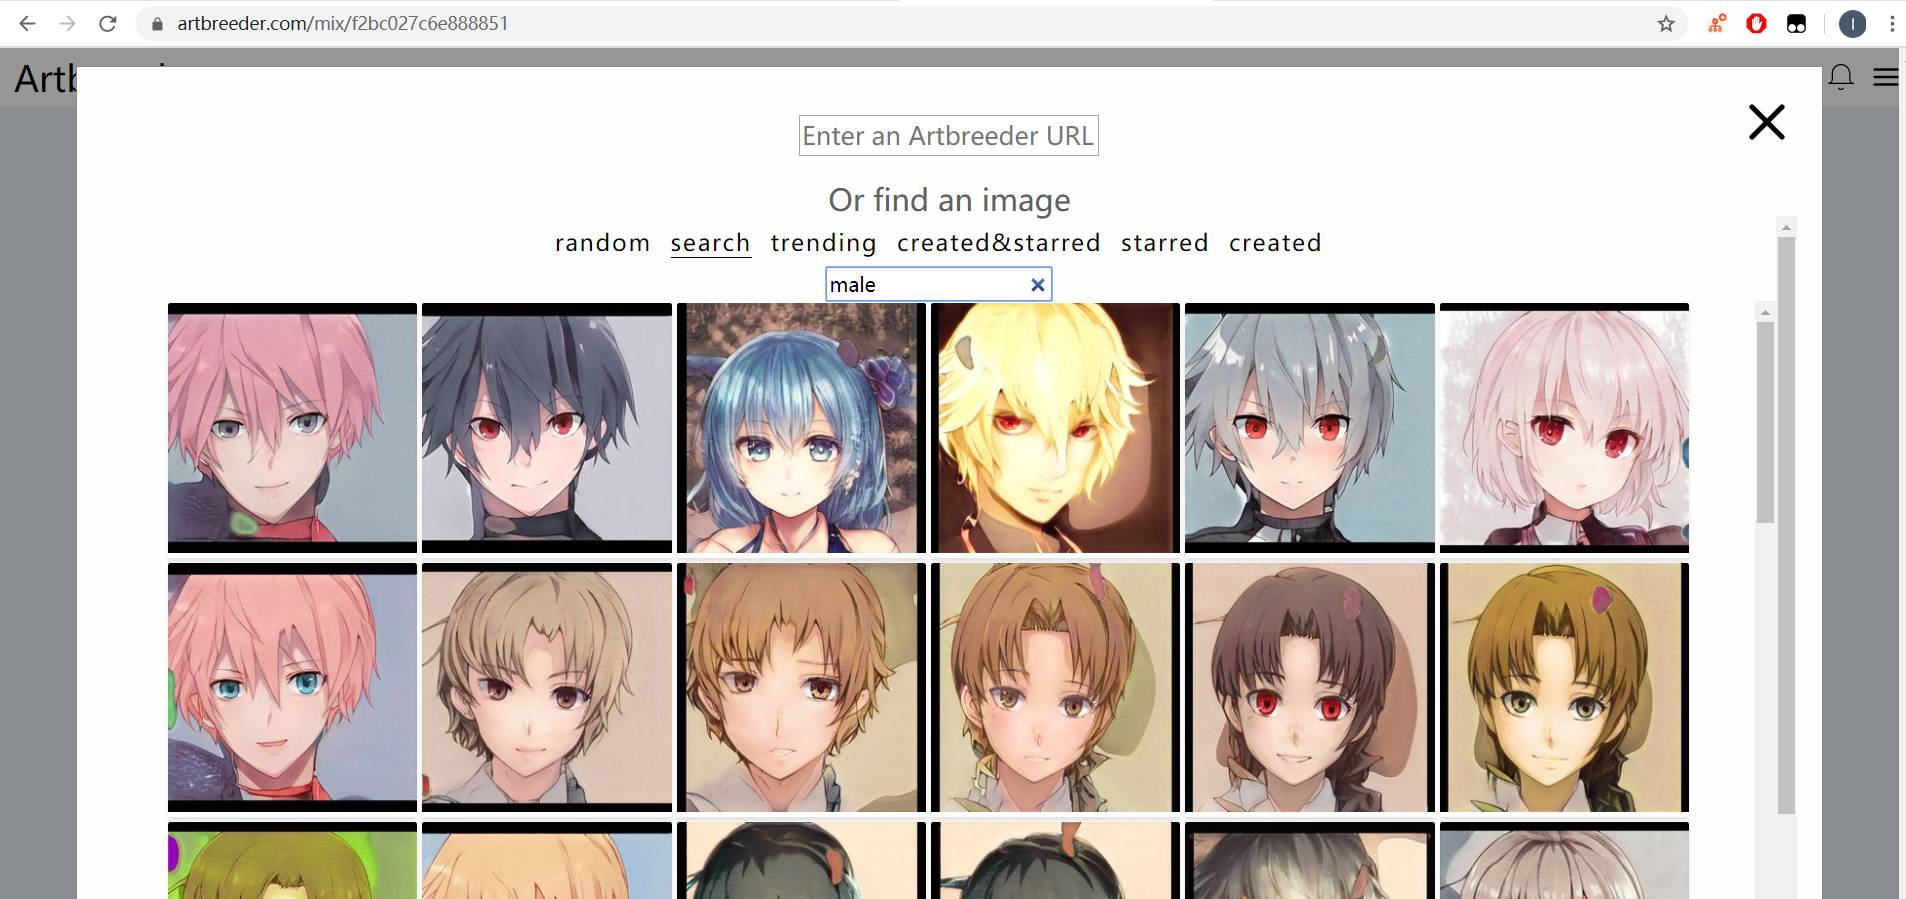 artbreeder.com/mix/f2bc027c6e888851
I
Enter an Artbreeder URL
Or find an image
random search trending created&starred starred created
male